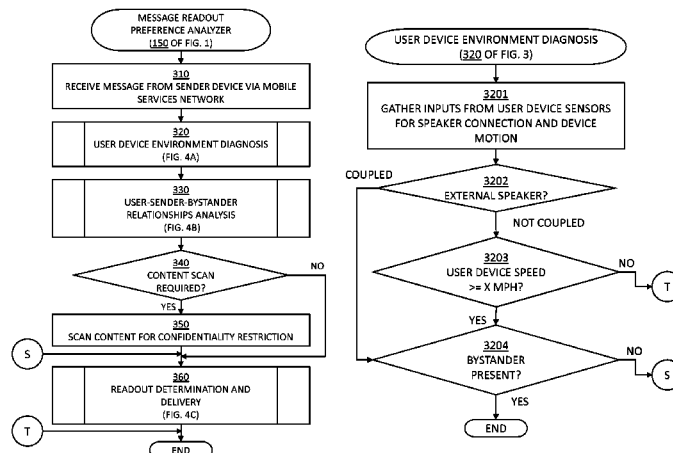 MESSAGE READOUT
PREFERENCE ANALYZER
(150 OF FIG. 1)
310
RECEIVE MESSAGE FROM SENDER DEVICE VIA MOBILE
SERVICES NETWORK
320
USER DEVICE ENVIRONMENT DIAGNOSIS
(FIG. 4A)
330
USER-SENDER-BYSTANDER
RELATIONSHIPS ANALYSIS
(FIG. 4B)
340
CONTENT SCAN
REQUIRED?
NO
YES
350
SCAN CONTENT FOR CONFIDENTIALITY RESTRICTION
S
360
READOUT DETERMINATION AND
DELIVERY
(FIG. 4C)
T
END
USER DEVICE ENVIRONMENT DIAGNOSIS
(320 OF FIG. 3)
3201
GATHER INPUTS FROM USER DEVICE SENSORS
FOR SPEAKER CONNECTION AND DEVICE
MOTION
COUPLED
3202
EXTERNAL SPEAKER?
NOT COUPLED
3203
USER DEVICE SPEED
>= X MPH?
NO
T
YES
3204
BYSTANDER
PRESENT?
NO
S
YES
END